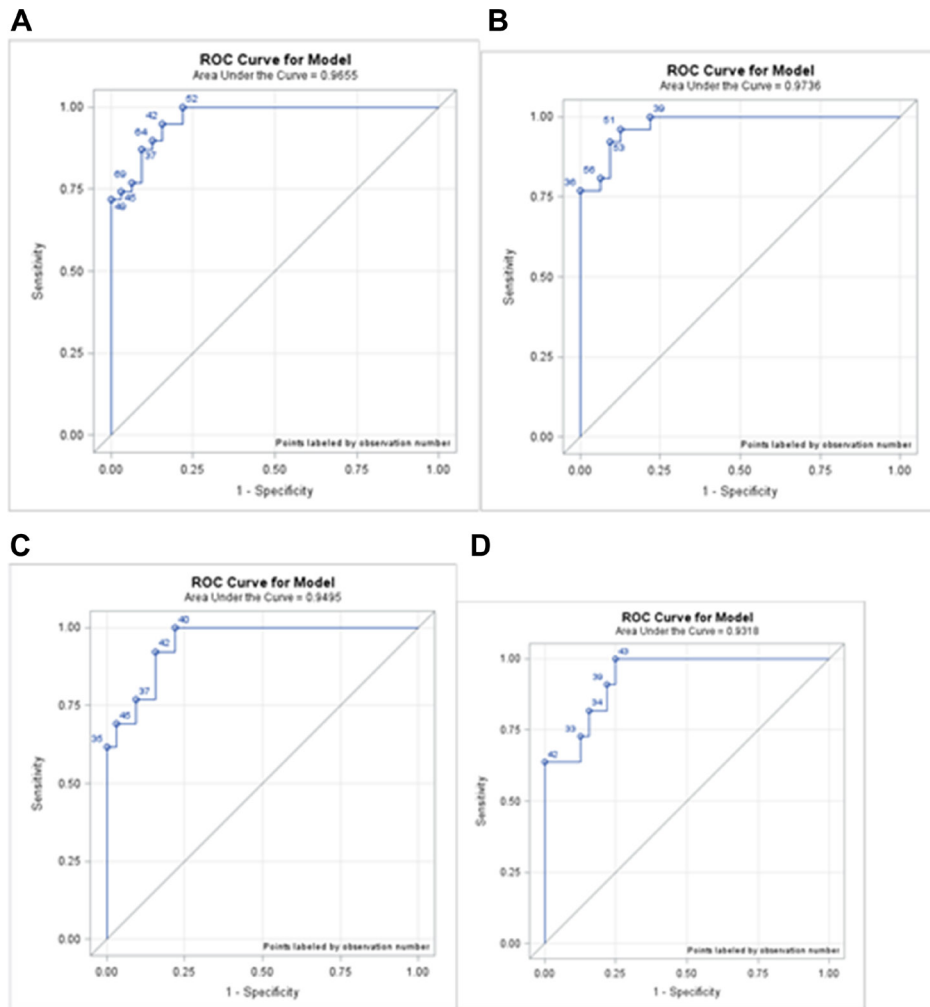 A
ROC Curve for Model
Area Under the Curve = 0.9655
1.00
0.75
0.50
0.25
0.00
Sensitivity
52
42
64
37
69
46
49
Points labeled by observation number
0.00 0.25 0.50 0.75 1.00
1 - Specificity
B
ROC Curve for Model
Area Under the Curve = 0.9736
1.00
0.75
0.50
0.25
0.00
Sensitivity
39
51
53
56
36
Points labeled by observation number
0.00 0.25 0.50 0.75 1.00
1 - Specificity
C
ROC Curve for Model
Area Under the Curve = 0.9495
1.00
0.75
0.50
0.25
0.00
Sensitivity
40
42
37
45
35
Points labeled by observation number
0.00 0.25 0.50 0.75 1.00
1 - Specificity
D
ROC Curve for Model
Area Under the Curve = 0.9318
1.00
0.75
0.50
0.25
0.00
Sensitivity
43
39
34
33
42
Points labeled by observation number
0.00 0.25 0.50 0.75 1.00
1 - Specificity